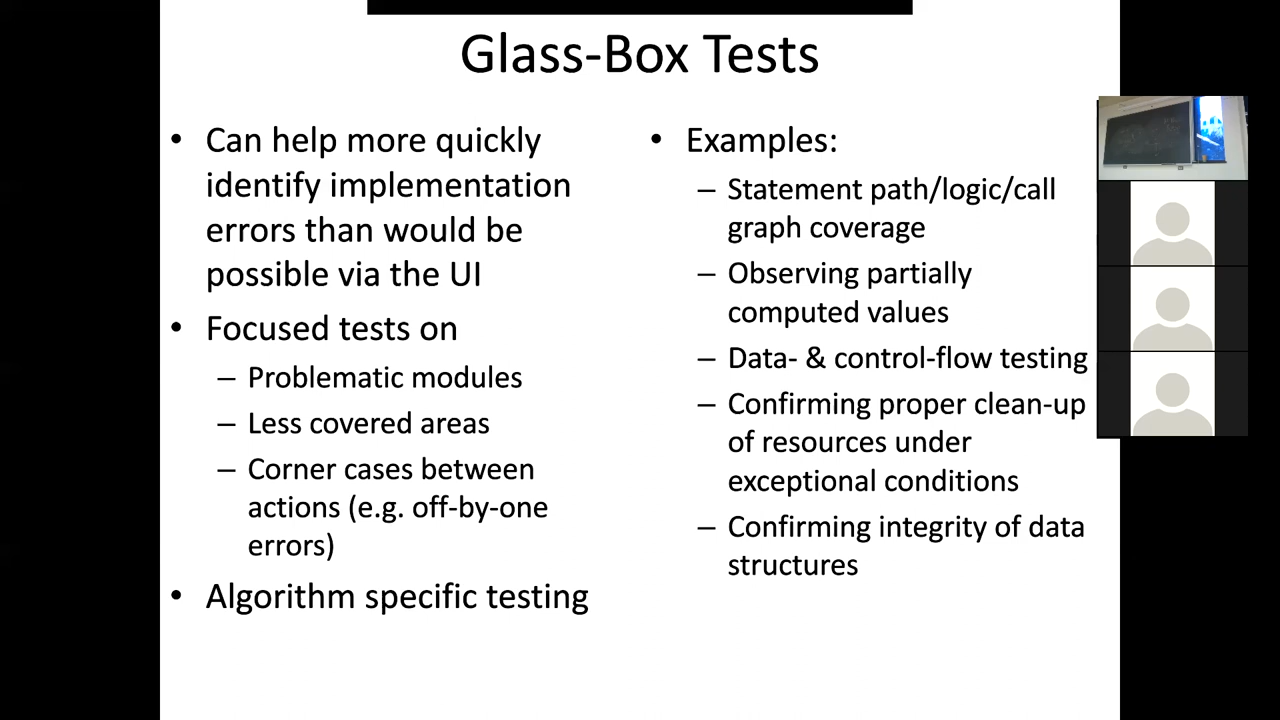 Glass-Box Tests
• Can help more quickly
identify implementation
errors than would be
possible via the UI
• Focused tests on
– Problematic modules
– Less covered areas
– Corner cases between
actions (e.g. off-by-one
errors)
• Algorithm specific testing
• Examples:
– Statement path/logic/call
graph coverage
– Observing partially
computed values
– Data- & control-flow testing
– Confirming proper clean-up
of resources under
exceptional conditions
– Confirming integrity of data
structures